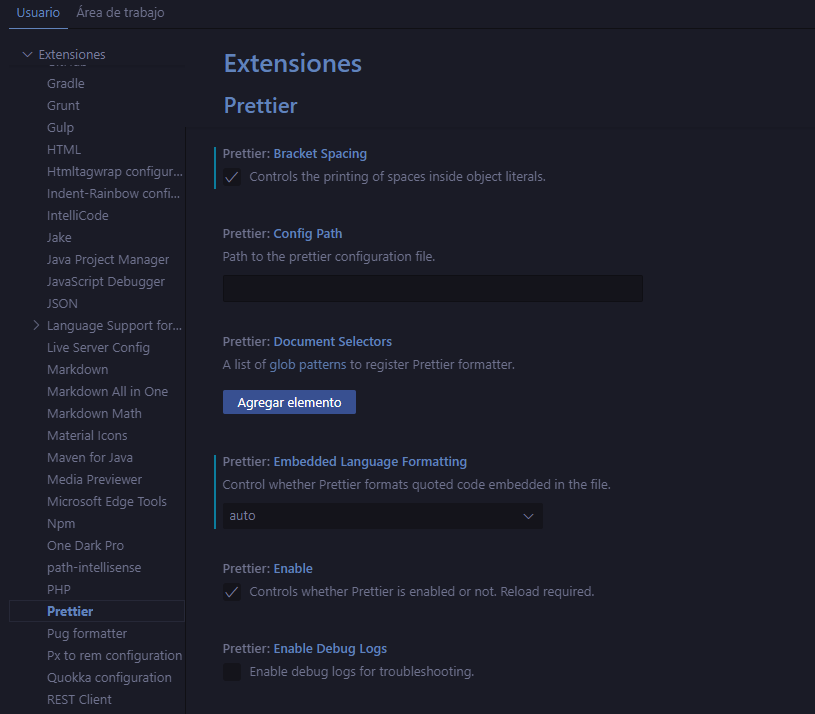 Usuario Área de trabajo
Extensiones
Gradle
Grunt
Gulp
HTML
Htmltagwrap configur...
Indent-Rainbow confi...
IntelliCode
Jake
Java Project Manager
JavaScript Debugger
JSON
Language Support for...
Live Server Config
Markdown
Markdown All in One
Markdown Math
Material Icons
Maven for Java
Media Previewer
Microsoft Edge Tools
Npm
One Dark Pro
path-intellisense
PHP
Prettier
Pug formatter
Px to rem configuration
Quokka configuration
REST Client
Extensiones
Prettier
Prettier: Bracket Spacing
Controls the printing of spaces inside object literals.
Prettier: Config Path
Path to the prettier configuration file.
Prettier: Document Selectors
A list of glob patterns to register Prettier formatter.
Agregar elemento
Prettier: Embedded Language Formatting
Control whether Prettier formats quoted code embedded in the file.
auto
Prettier: Enable
Controls whether Prettier is enabled or not. Reload required.
Prettier: Enable Debug Logs
Enable debug logs for troubleshooting.